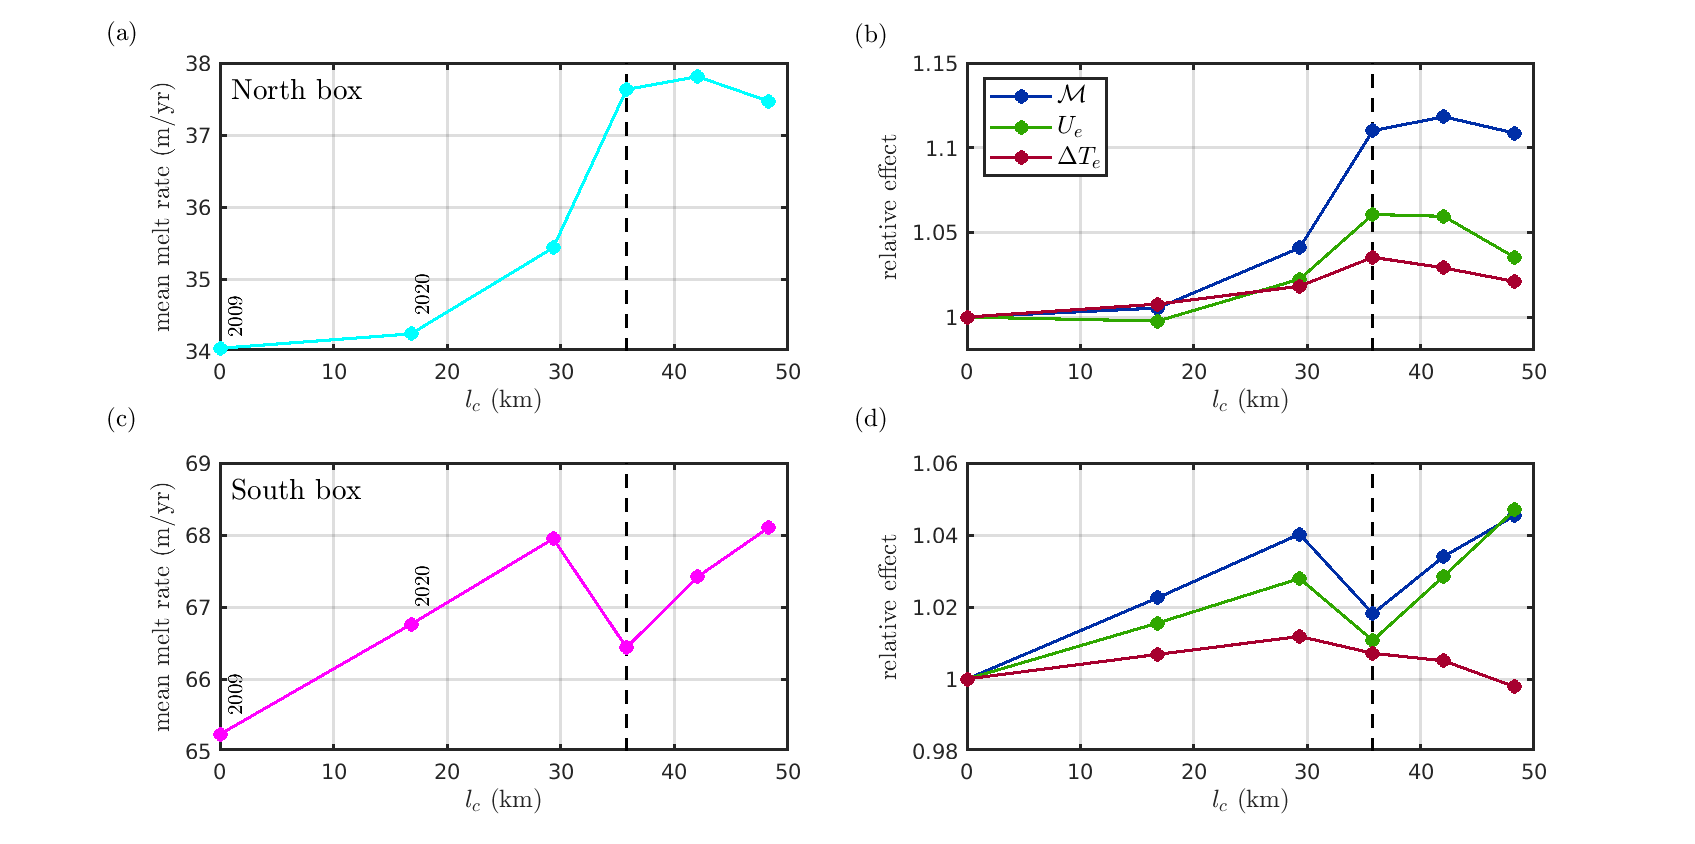 (a)
North box
mean melt rate (m/yr)
38
37
36
35
34
2009
2020
0 10 20 30 40 50
l_c (km)
(b)
relative effect
1.15
1.1
1.05
1
ℳ
U_e
ΔT_e
0 10 20 30 40 50
l_c (km)
(c)
South box
mean melt rate (m/yr)
69
68
67
66
65
2009
2020
0 10 20 30 40 50
l_c (km)
(d)
relative effect
1.06
1.04
1.02
1
0.98
0 10 20 30 40 50
l_c (km)